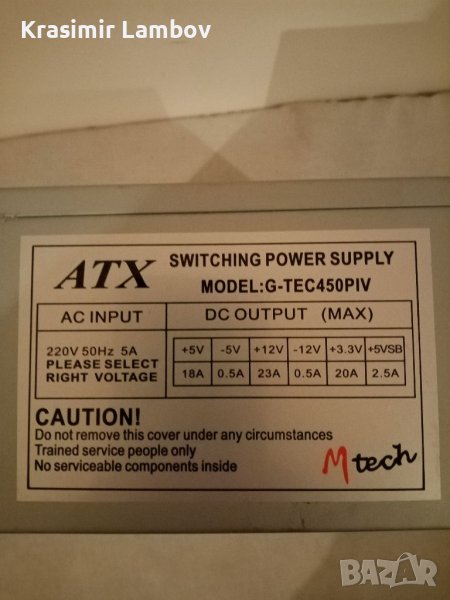 Krasimir Lambov
ATX
SWITCHING POWER SUPPLY
MODEL:G-TEC450PIV
AC INPUT
DC OUTPUT (MAX)
220V 50Hz 5A
PLEASE SELECT
RIGHT VOLTAGE
+5V -5V +12V -12V +3.3V +5VSB
18A 0.5A 23A 0.5A 20A 2.5A
CAUTION!
Do not remove this cover under any circumstances
Trained service people only
No serviceable components inside
Mtech
BAZAR